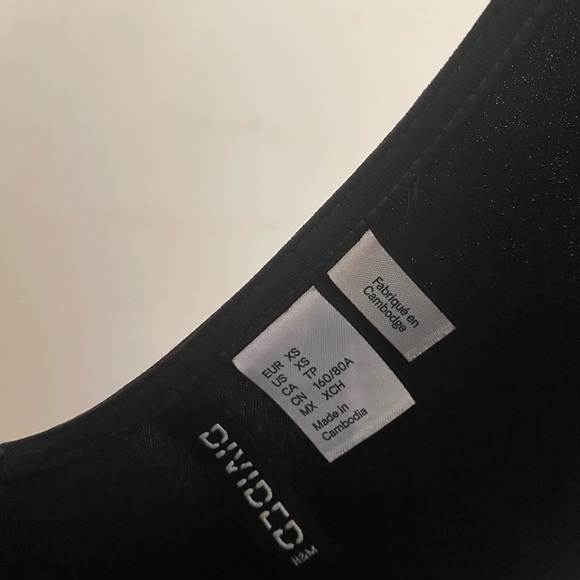 Fabriqué en
Cambodge
EUR XS
US XS
CA TP
CN 160/80A
MX XCH
Made in
Cambodia
DIVIDED
H&M